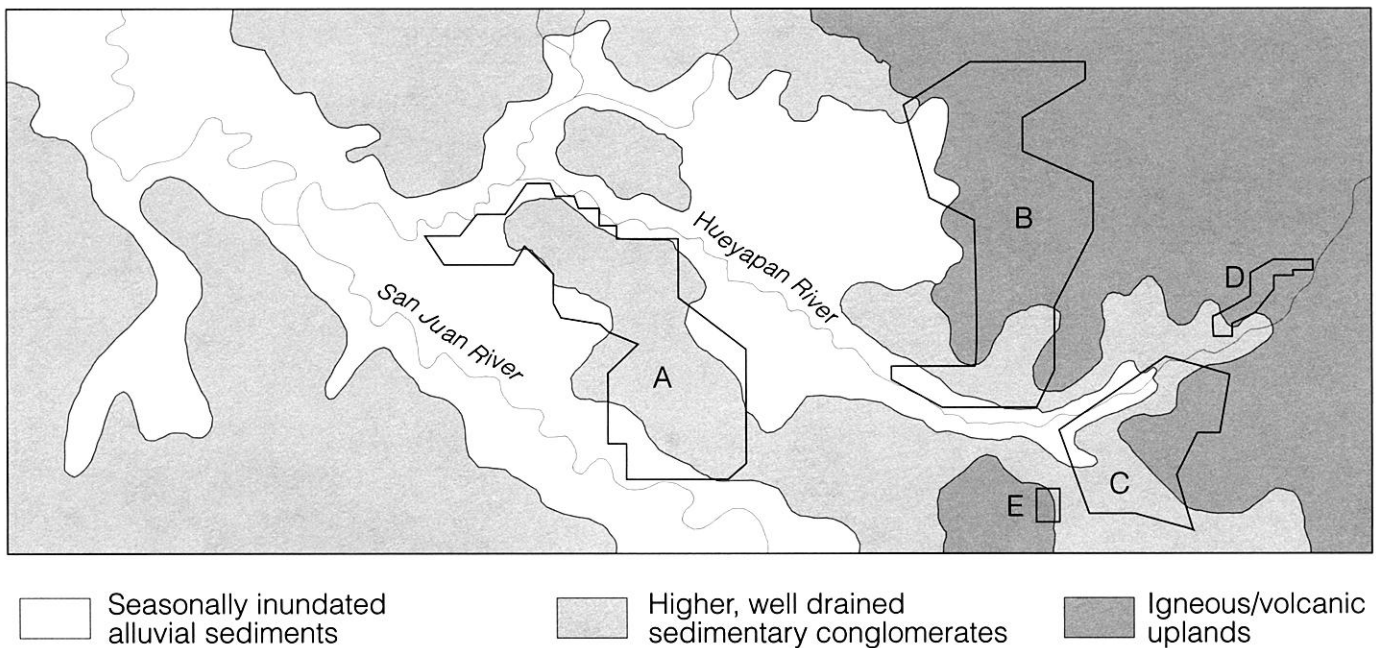 B
Hueyapan River
D
San Juan River
A
C
E
Seasonally inundated
alluvial sediments
Higher, well drained
sedimentary conglomerates
Igneous/volcanic
uplands